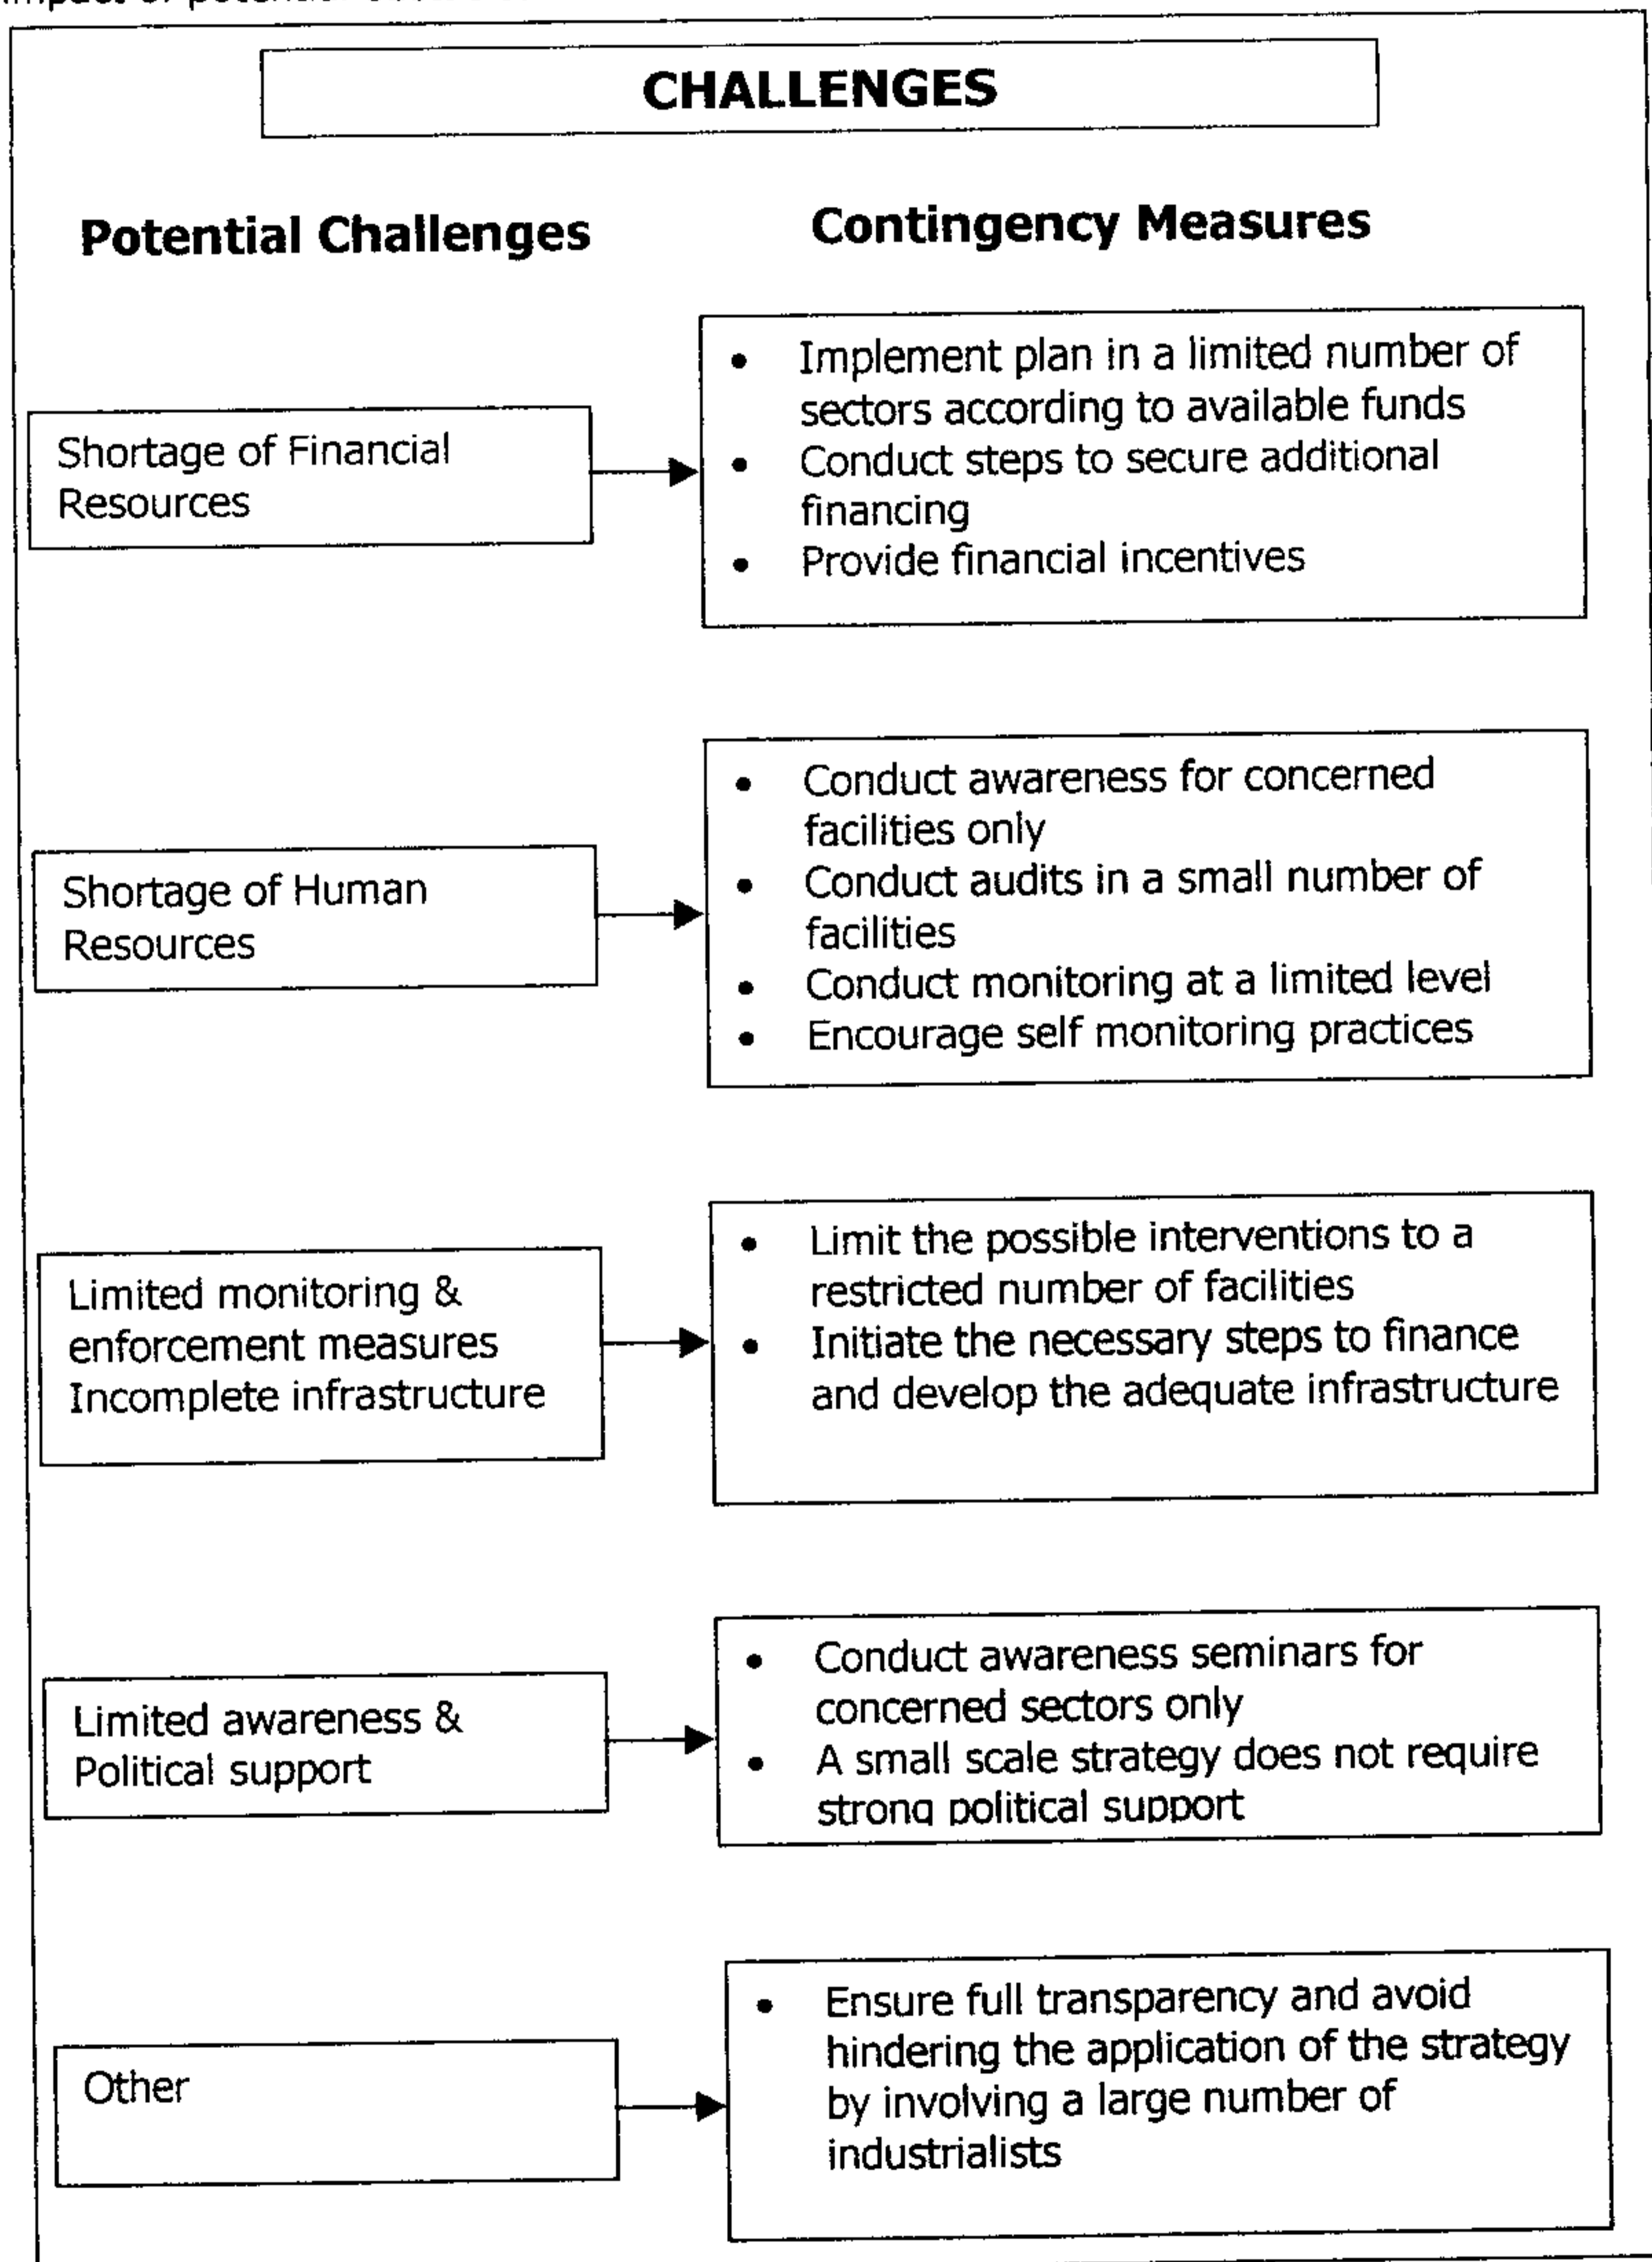 CHALLENGES
Potential Challenges
Contingency Measures
Shortage of Financial
Resources
• Implement plan in a limited number of
sectors according to available funds
• Conduct steps to secure additional
financing
• Provide financial incentives
Shortage of Human
Resources
• Conduct awareness for concerned
facilities only
• Conduct audits in a small number of
facilities
• Conduct monitoring at a limited level
• Encourage self monitoring practices
Limited monitoring &
enforcement measures
Incomplete infrastructure
• Limit the possible interventions to a
restricted number of facilities
• Initiate the necessary steps to finance
and develop the adequate infrastructure
Limited awareness &
Political support
• Conduct awareness seminars for
concerned sectors only
• A small scale strategy does not require
strong political support
Other
• Ensure full transparency and avoid
hindering the application of the strategy
by involving a large number of
industrialists